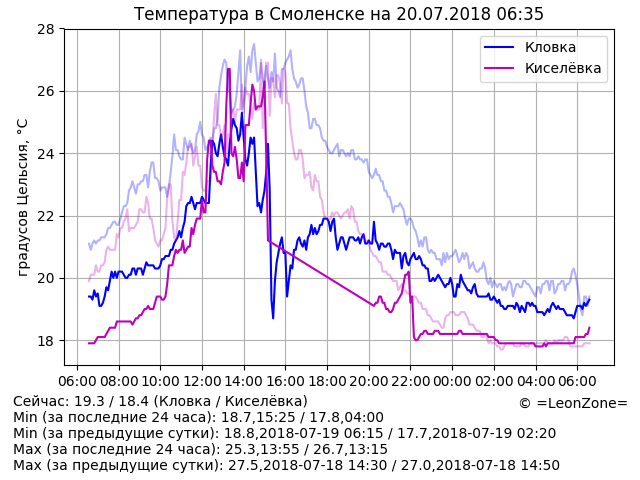 Температура в Смоленске на 20.07.2018 06:35
Кловка
Киселёвка
градусов Цельсия, °C
28
26
24
22
20
18
06:00 08:00 10:00 12:00 14:00 16:00 18:00 20:00 22:00 00:00 02:00 04:00 06:00
Сейчас: 19.3 / 18.4 (Кловка / Киселёвка)
© =LeonZone=
Min (за последние 24 часа): 18.7,15:25 / 17.8,04:00
Min (за предыдущие сутки): 18.8,2018-07-19 06:15 / 17.7,2018-07-19 02:20
Max (за последние 24 часа): 25.3,13:55 / 26.7,13:15
Max (за предыдущие сутки): 27.5,2018-07-18 14:30 / 27.0,2018-07-18 14:50